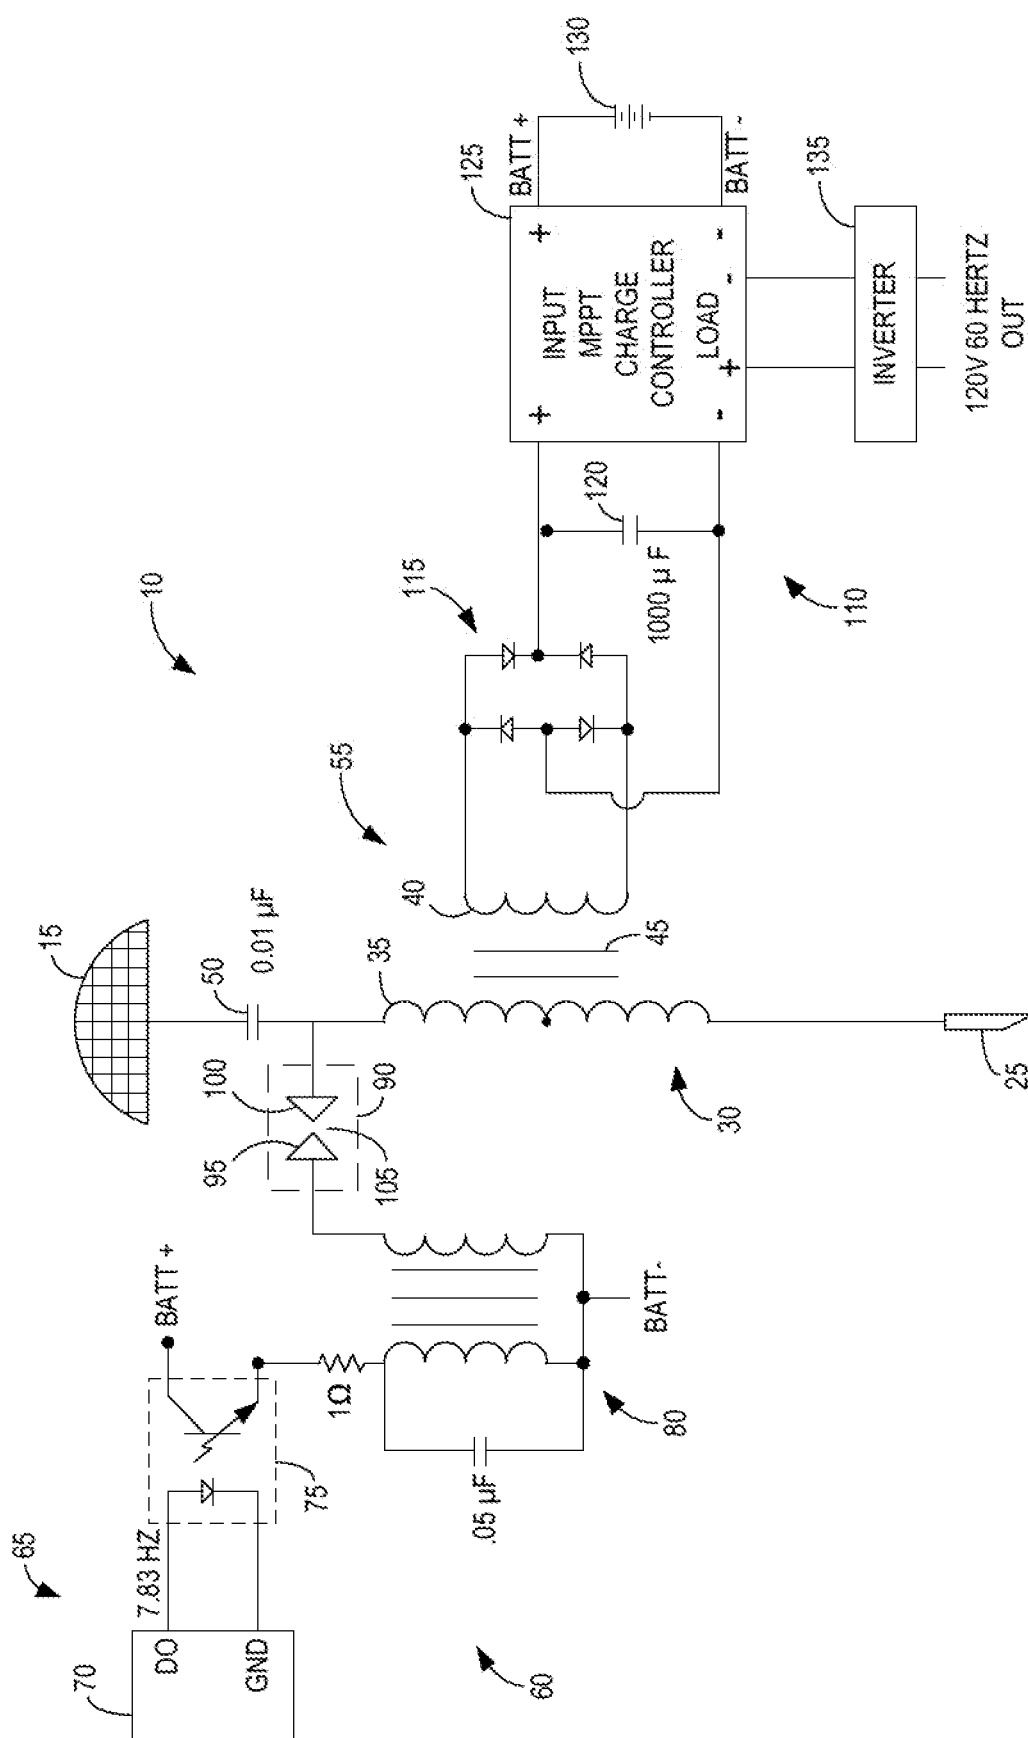 65
70
DO
GND
7.83 HZ
75
BATT +
1Ω
.05 µF
80
60
BATT-
95
100
90
105
15
50
0.01 µF
35
40
45
30
25
10
55
115
120
1000 µ F
110
125
+ +
INPUT
MPPT
CHARGE
CONTROLLER
LOAD
- + - -
BATT +
BATT -
130
135
INVERTER
120V 60 HERTZ
OUT